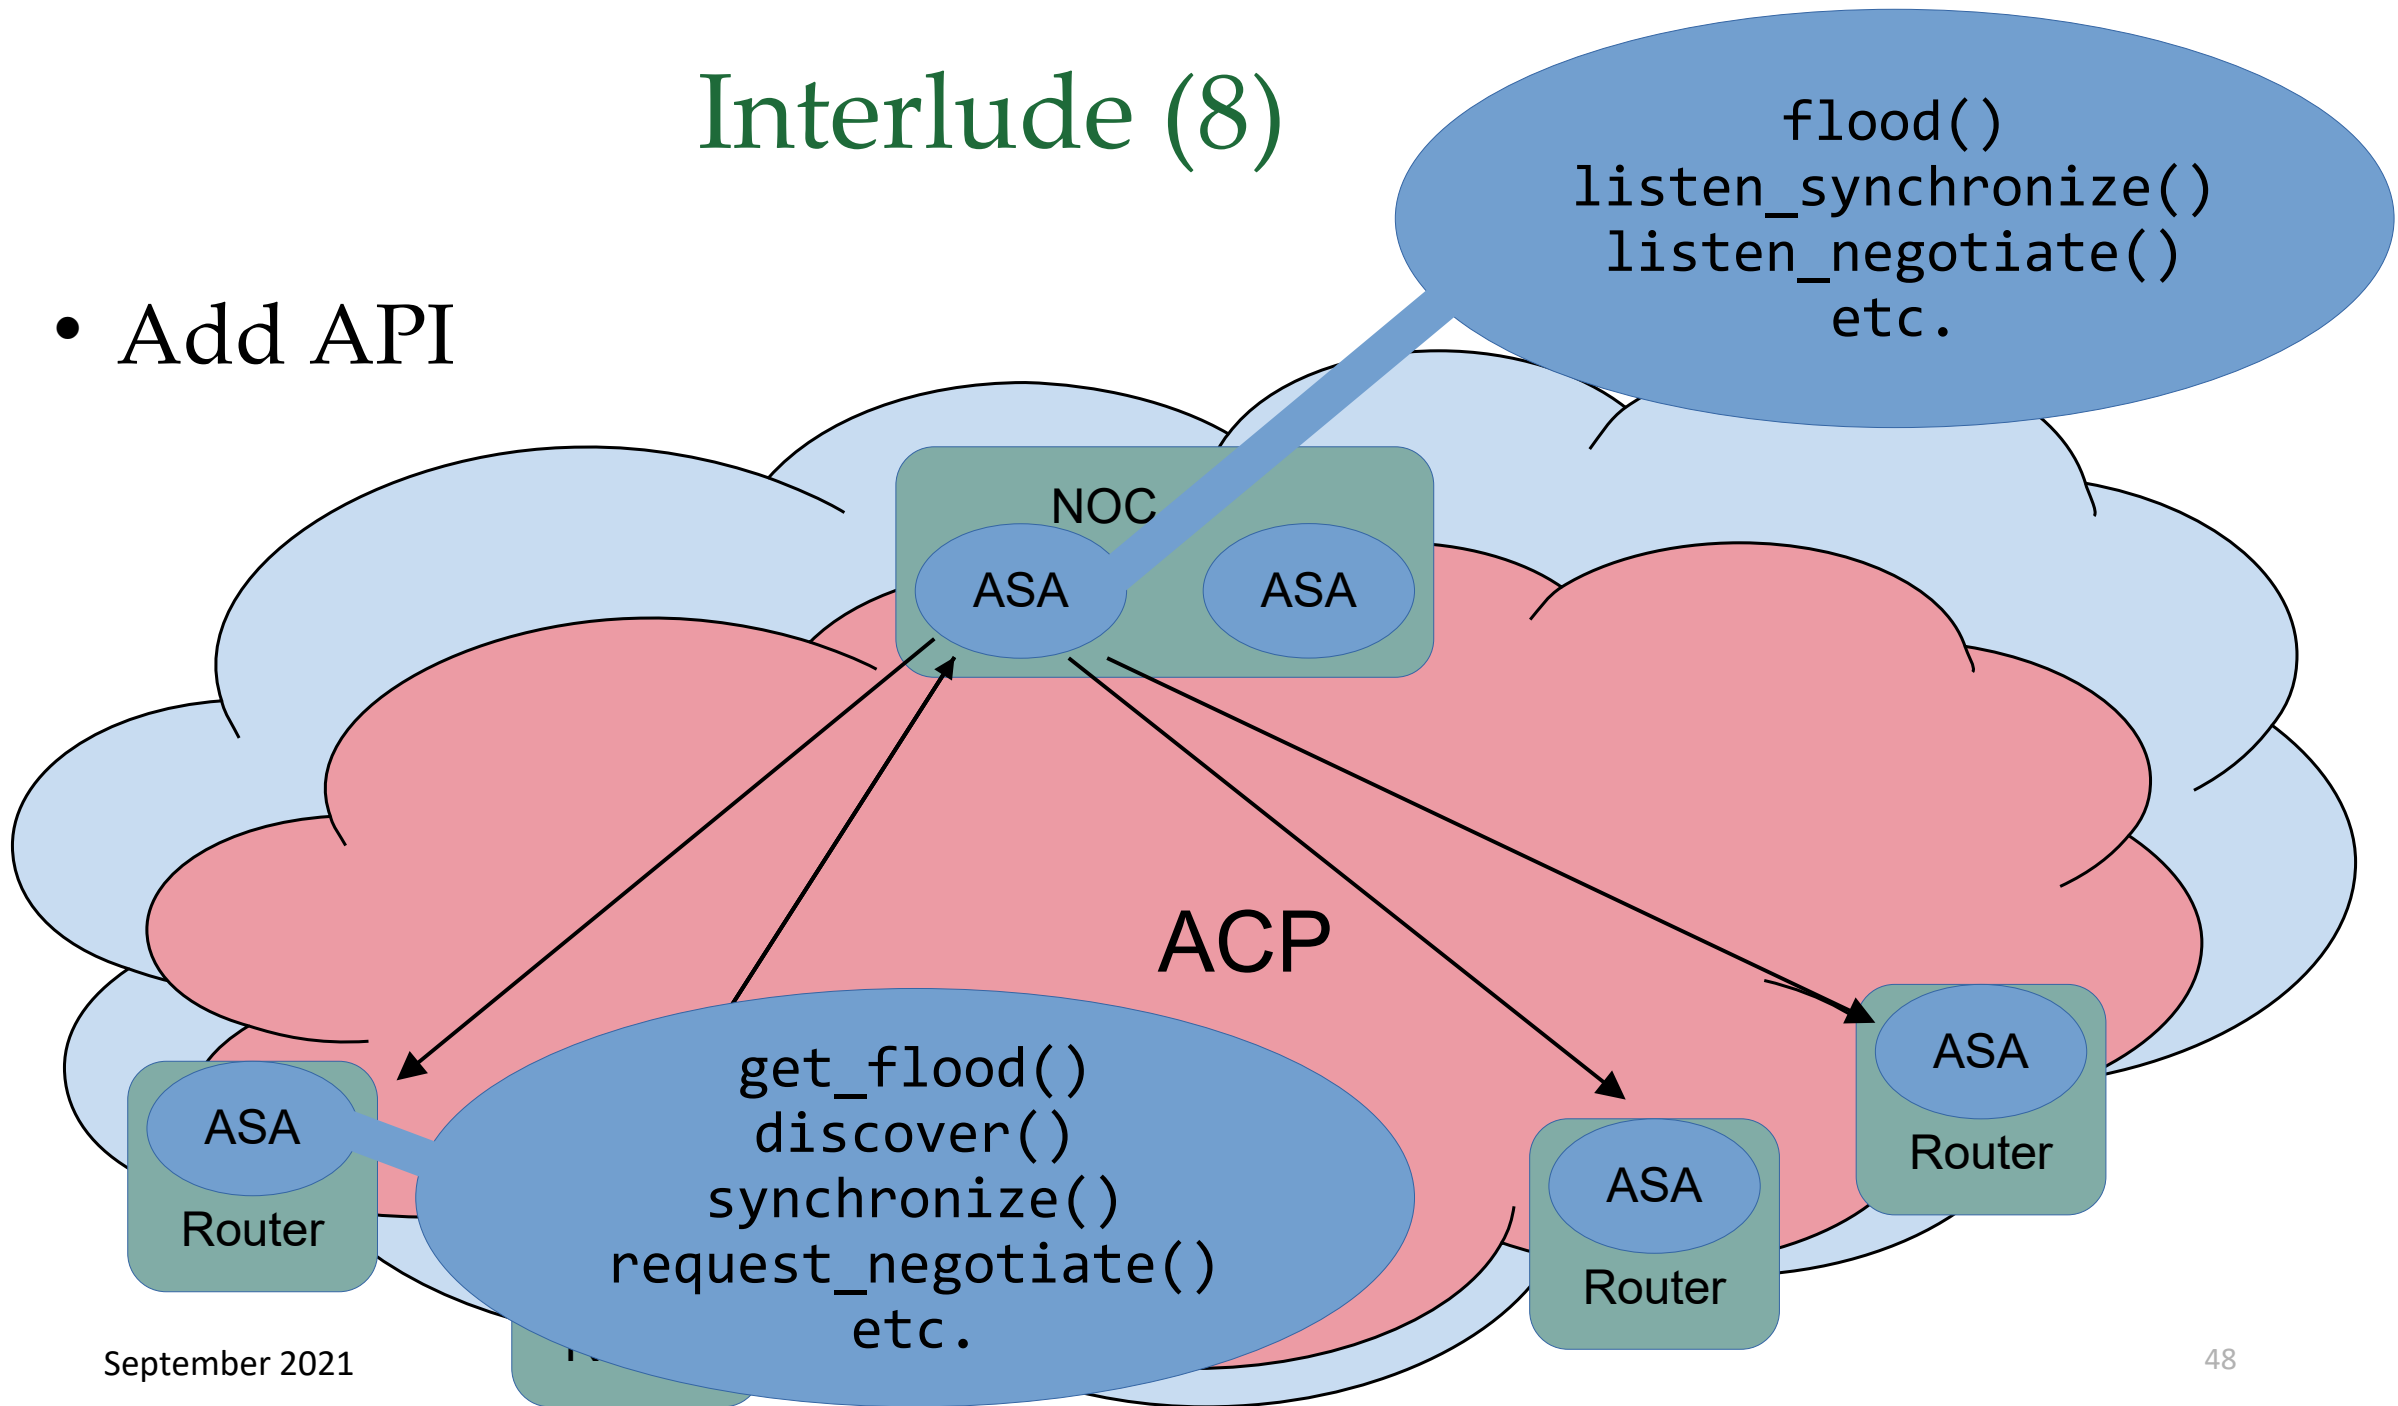 Interlude (8)
flood()
listen_synchronize()
listen_negotiate()
etc.
• Add API
NOC
ASA
ASA
ACP
get_flood()
discover()
synchronize()
request_negotiate()
etc.
ASA
Router
ASA
Router
ASA
Router
September 2021
48